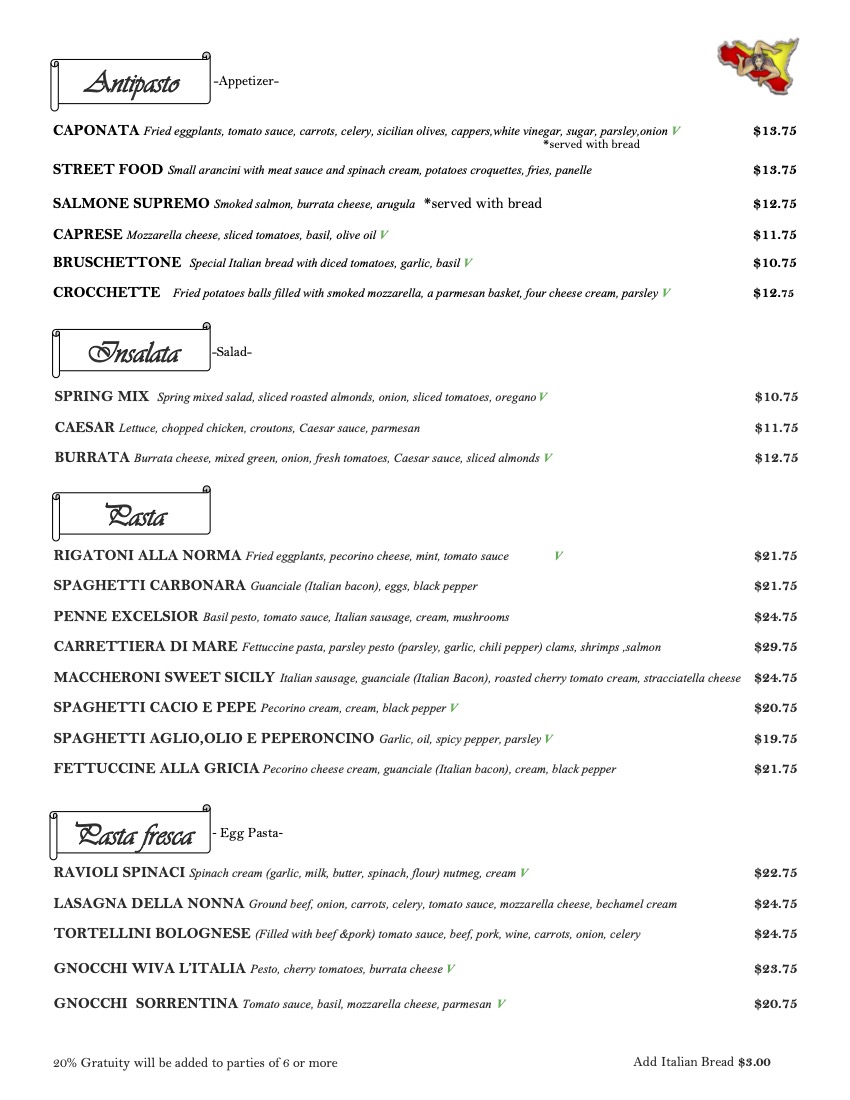 Antipasto -Appetizer-
CAPONATA Fried eggplants, tomato sauce, carrots, celery, sicilian olives, cappers,white vinegar, sugar, parsley,onion V $13.75
*served with bread
STREET FOOD Small arancini with meat sauce and spinach cream, potatoes croquettes, fries, panelle $13.75
SALMONE SUPREMO Smoked salmon, burrata cheese, arugula *served with bread $12.75
CAPRESE Mozzarella cheese, sliced tomatoes, basil, olive oil V $11.75
BRUSCHETTONE Special Italian bread with diced tomatoes, garlic, basil V $10.75
CROCCHETTE Fried potatoes balls filled with smoked mozzarella, a parmesan basket, four cheese cream, parsley V $12.75
Insalata -Salad-
SPRING MIX Spring mixed salad, sliced roasted almonds, onion, sliced tomatoes, oregano V $10.75
CAESAR Lettuce, chopped chicken, croutons, Caesar sauce, parmesan $11.75
BURRATA Burrata cheese, mixed green, onion, fresh tomatoes, Caesar sauce, sliced almonds V $12.75
Pasta
RIGATONI ALLA NORMA Fried eggplants, pecorino cheese, mint, tomato sauce V $21.75
SPAGHETTI CARBONARA Guanciale (Italian bacon), eggs, black pepper $21.75
PENNE EXCELSIOR Basil pesto, tomato sauce, Italian sausage, cream, mushrooms $24.75
CARRETTIERA DI MARE Fettuccine pasta, parsley pesto (parsley, garlic, chili pepper) clams, shrimps ,salmon $29.75
MACCHERONI SWEET SICILY Italian sausage, guanciale (Italian Bacon), roasted cherry tomato cream, stracciatella cheese $24.75
SPAGHETTI CACIO E PEPE Pecorino cream, cream, black pepper V $20.75
SPAGHETTI AGLIO,OLIO E PEPERONCINO Garlic, oil, spicy pepper, parsley V $19.75
FETTUCCINE ALLA GRICIA Pecorino cheese cream, guanciale (Italian bacon), cream, black pepper $21.75
Pasta fresca - Egg Pasta-
RAVIOLI SPINACI Spinach cream (garlic, milk, butter, spinach, flour) nutmeg, cream V $22.75
LASAGNA DELLA NONNA Ground beef, onion, carrots, celery, tomato sauce, mozzarella cheese, bechamel cream $24.75
TORTELLINI BOLOGNESE (Filled with beef &pork) tomato sauce, beef, pork, wine, carrots, onion, celery $24.75
GNOCCHI WIVA L'ITALIA Pesto, cherry tomatoes, burrata cheese V $23.75
GNOCCHI SORRENTINA Tomato sauce, basil, mozzarella cheese, parmesan V $20.75
20% Gratuity will be added to parties of 6 or more Add Italian Bread $3.00